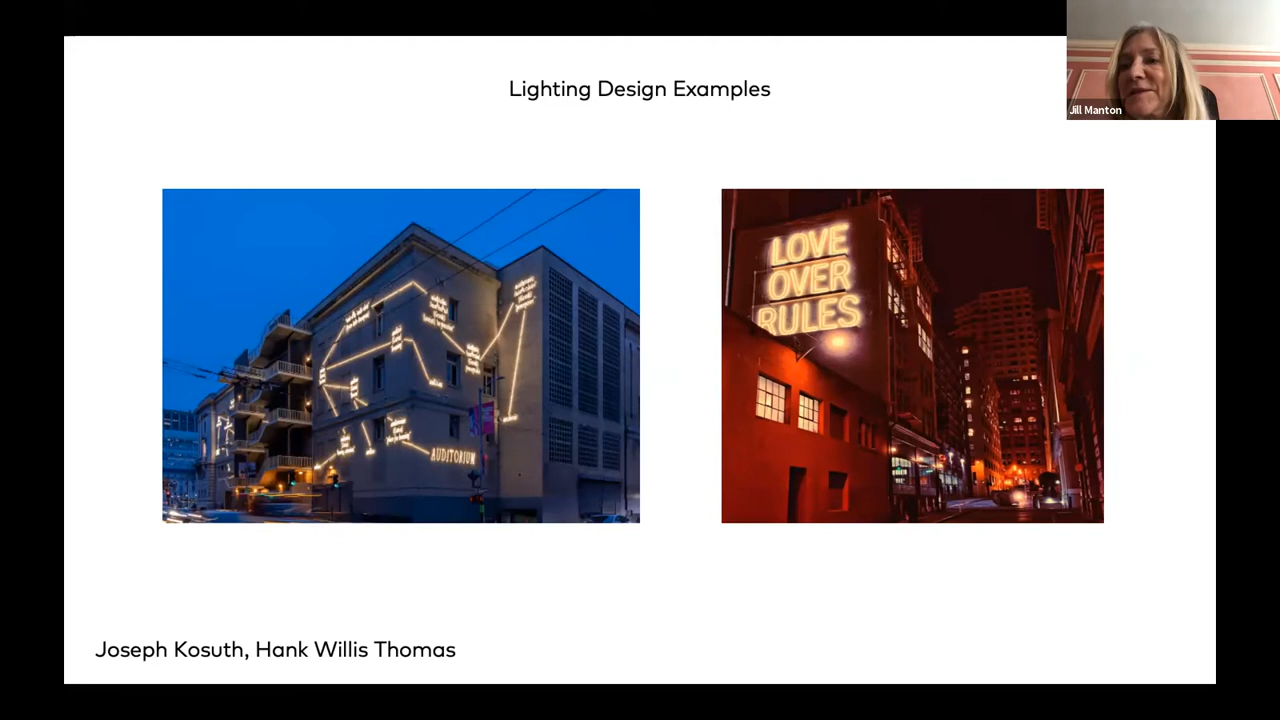 Lighting Design Examples
Jill Manton
LOVE
OVER
RULES
AUDITORIUM
Joseph Kosuth, Hank Willis Thomas